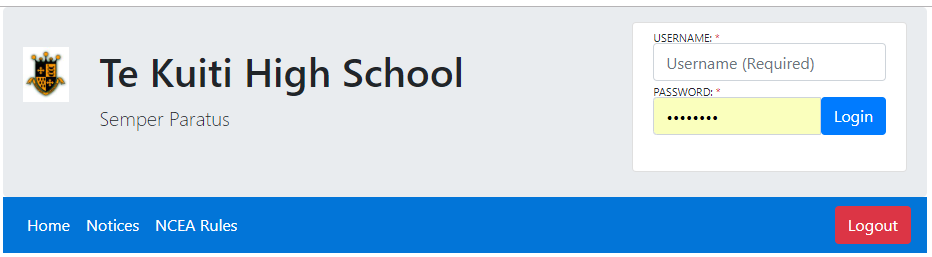 Te Kuiti High School
Semper Paratus
USERNAME: *
Username (Required)
PASSWORD: *
•••••••• Login
Home Notices NCEA Rules Logout